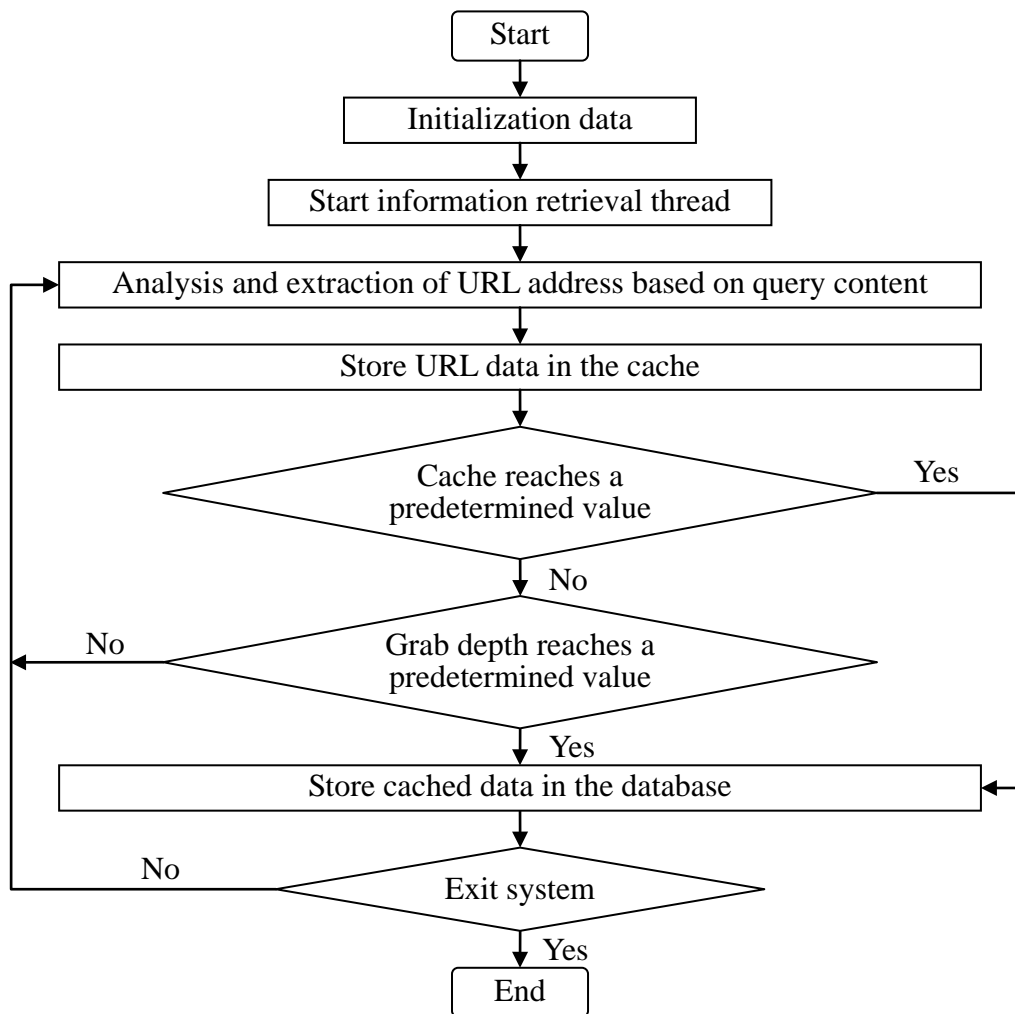 Start
Initialization data
Start information retrieval thread
Analysis and extraction of URL address based on query content
Store URL data in the cache
Cache reaches a
predetermined value
Yes
No
Grab depth reaches a
predetermined value
No
Yes
Store cached data in the database
Exit system
No
Yes
End